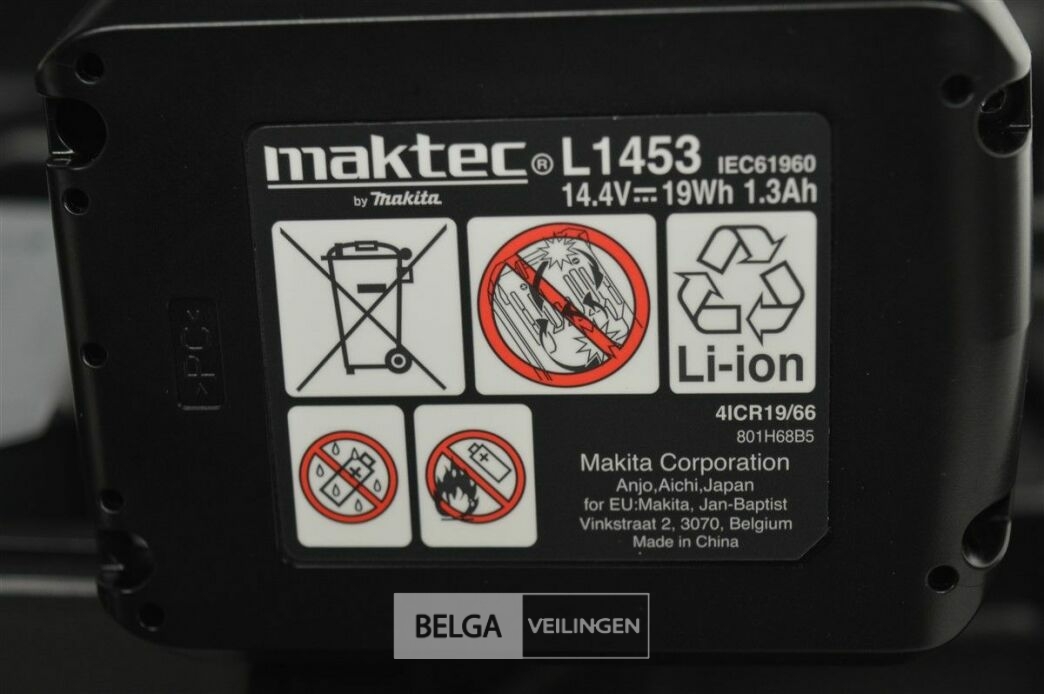 maktec® L1453 IEC61960
by Makita 14.4V⎓19Wh 1.3Ah
Li-ion
>PC<
4ICR19/66
801H68B5
Makita Corporation
Anjo,Aichi,Japan
for EU:Makita, Jan-Baptist
Vinkstraat 2, 3070, Belgium
Made in China
BELGA VEILINGEN